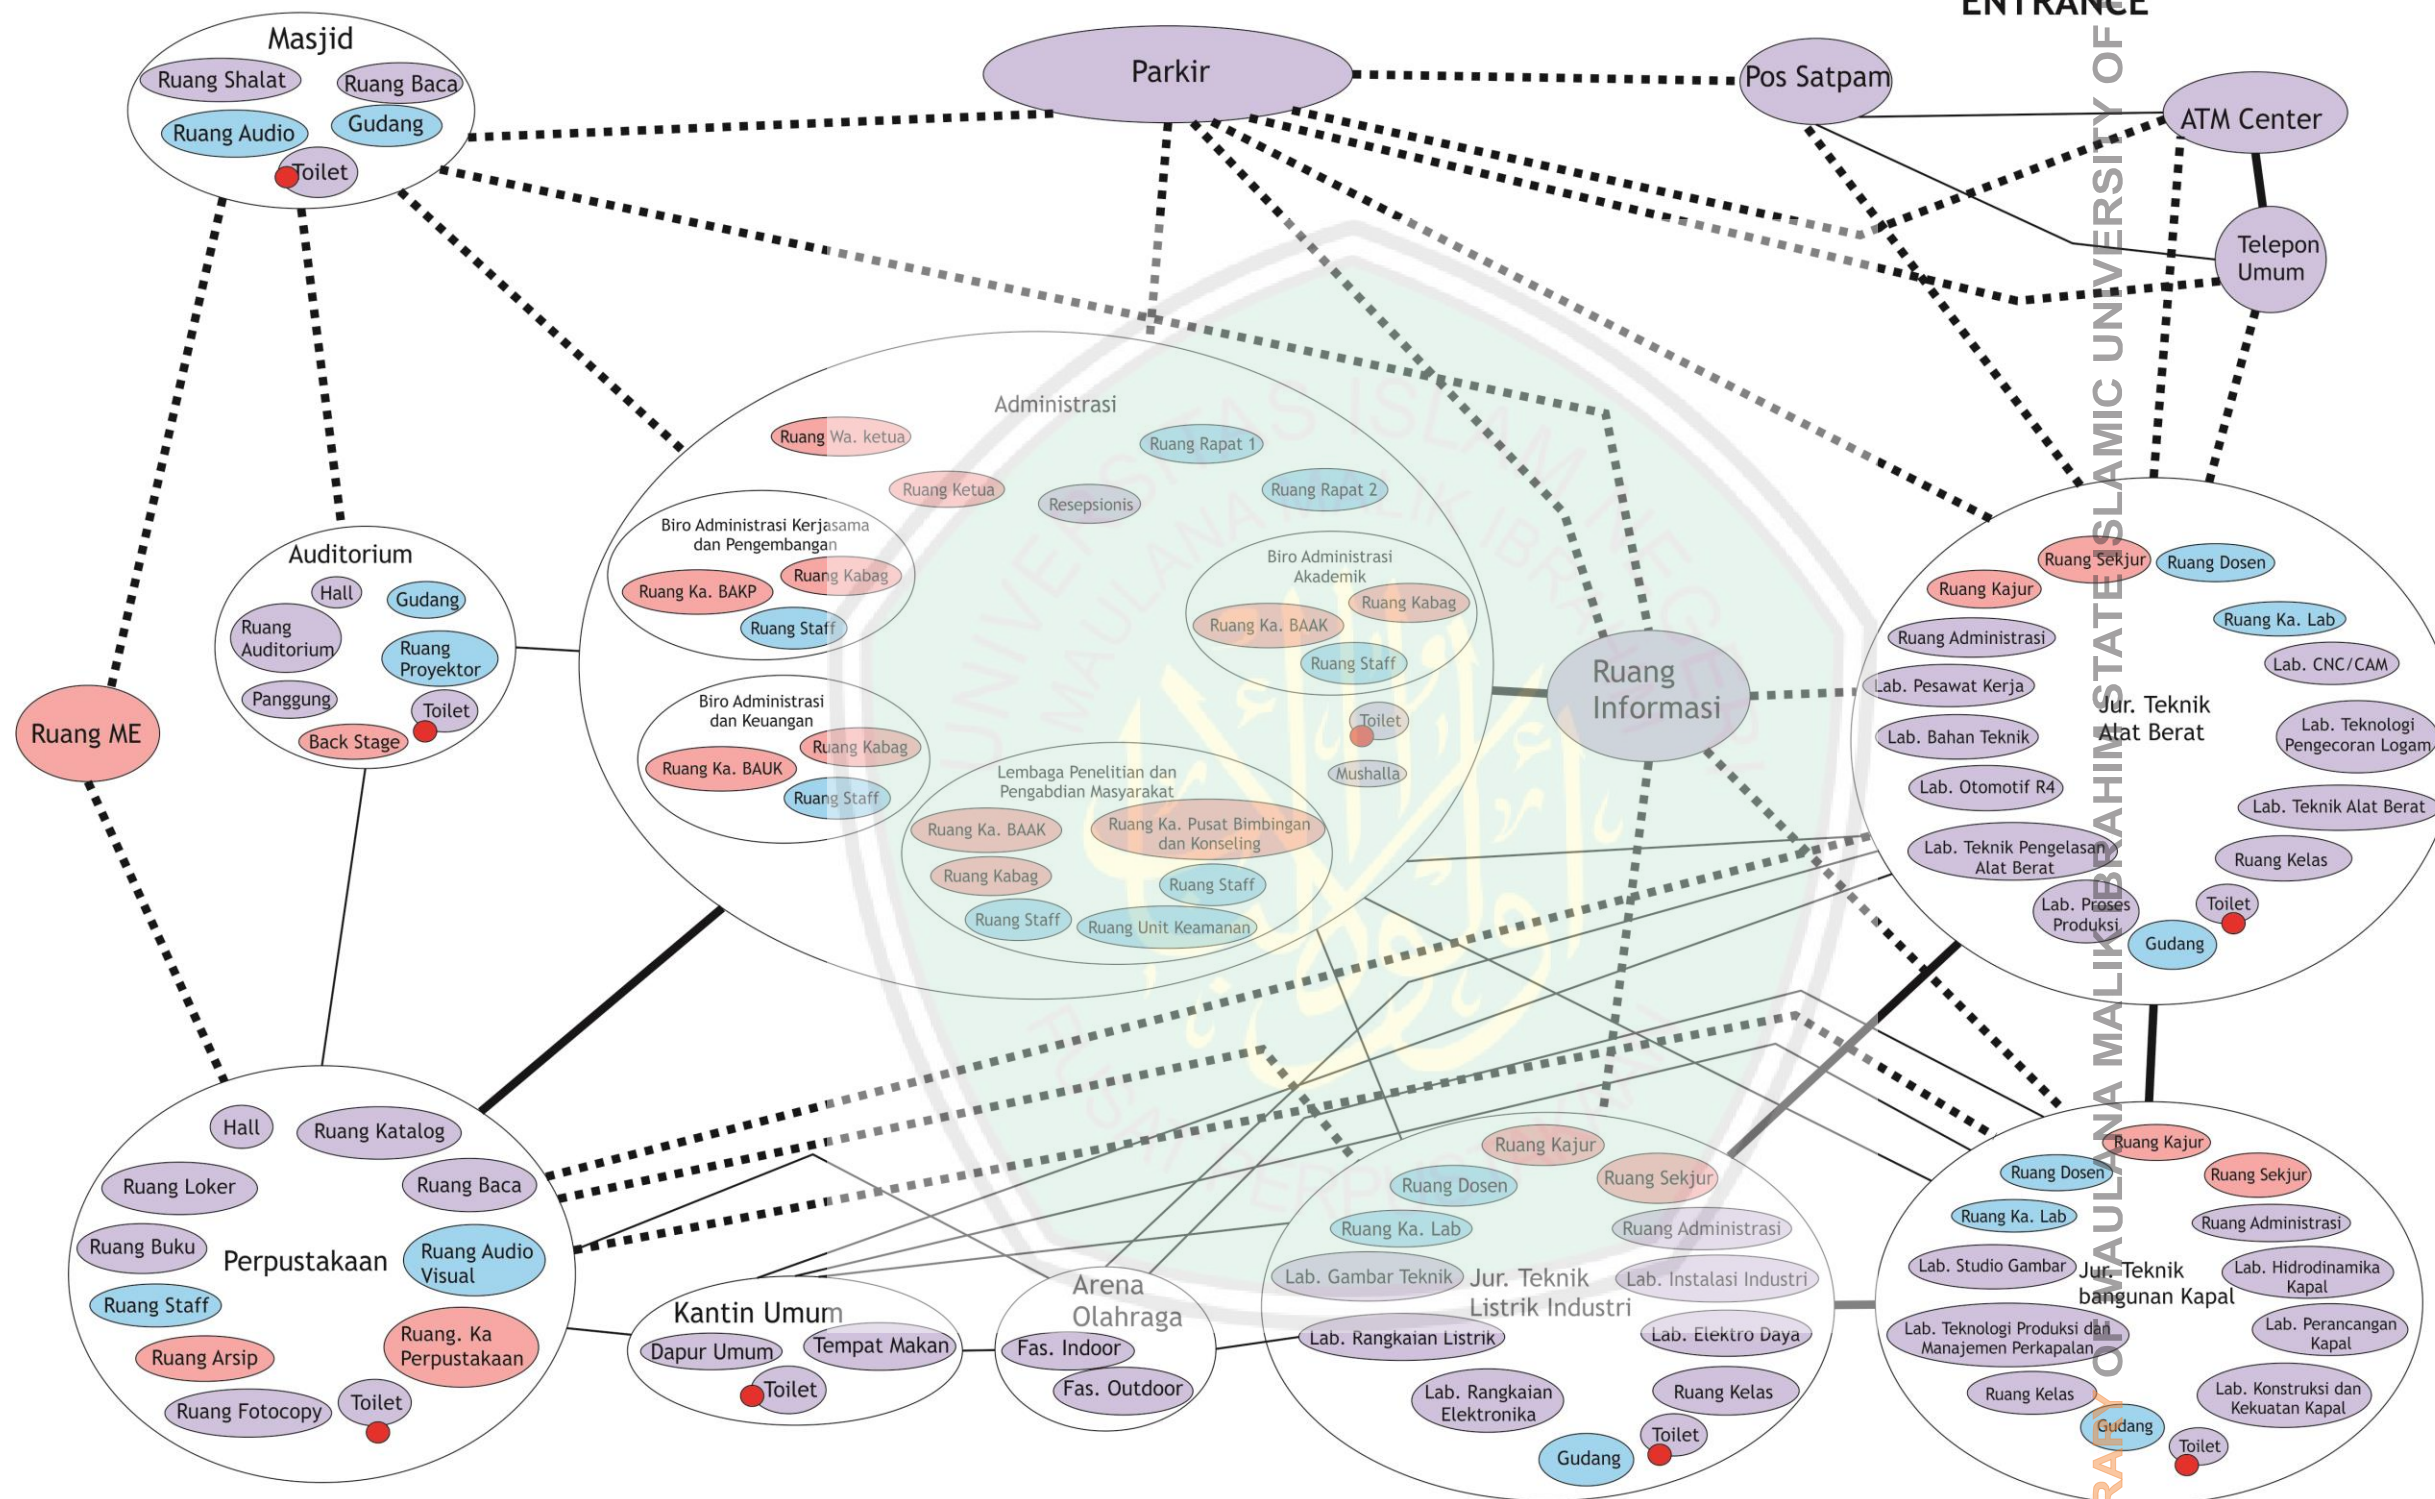 ENTRANCE
Masjid
Ruang Shalat
Ruang Baca
Ruang Audio
Gudang
Toilet
Parkir
Pos Satpam
ATM Center
Telepon
Umum
Administrasi
Ruang Wa. ketua
Ruang Rapat 1
Ruang Ketua
Resepsionis
Ruang Rapat 2
Biro Administrasi Kerjasama
dan Pengembangan
Ruang Ka. BAKP
Ruang Kabag
Ruang Staff
Biro Administrasi
Akademik
Ruang Ka. BAAK
Ruang Kabag
Ruang Staff
Biro Administrasi
dan Keuangan
Ruang Ka. BAUK
Ruang Kabag
Ruang Staff
Toilet
Mushalla
Lembaga Penelitian dan
Pengabdian Masyarakat
Ruang Ka. BAAK
Ruang Ka. Pusat Bimbingan
dan Konseling
Ruang Kabag
Ruang Staff
Ruang Staff
Ruang Unit Keamanan
Auditorium
Hall
Gudang
Ruang
Auditorium
Ruang
Proyektor
Panggung
Toilet
Back Stage
Ruang ME
Ruang
Informasi
Ruang Sekjur
Ruang Dosen
Ruang Kajur
Ruang Ka. Lab
Ruang Administrasi
Lab. CNC/CAM
Lab. Pesawat Kerja
Jur. Teknik
Alat Berat
Lab. Bahan Teknik
Lab. Teknologi
Pengecoran Logam
Lab. Otomotif R4
Lab. Teknik Alat Berat
Lab. Teknik Pengelasan
Alat Berat
Ruang Kelas
Lab. Proses
Produksi
Toilet
Gudang
Hall
Ruang Katalog
Ruang Loker
Ruang Baca
Ruang Buku
Perpustakaan
Ruang Audio
Visual
Ruang Staff
Ruang Arsip
Ruang. Ka
Perpustakaan
Ruang Fotocopy
Toilet
Kantin Umum
Dapur Umum
Tempat Makan
Toilet
Arena
Olahraga
Fas. Indoor
Fas. Outdoor
Ruang Kajur
Ruang Dosen
Ruang Sekjur
Ruang Ka. Lab
Ruang Administrasi
Lab. Gambar Teknik
Jur. Teknik
Listrik Industri
Lab. Instalasi Industri
Lab. Rangkaian Listrik
Lab. Elektro Daya
Lab. Rangkaian
Elektronika
Ruang Kelas
Toilet
Gudang
Ruang Kajur
Ruang Dosen
Ruang Sekjur
Ruang Ka. Lab
Ruang Administrasi
Lab. Studio Gambar
Jur. Teknik
bangunan Kapal
Lab. Hidrodinamika
Kapal
Lab. Teknologi Produksi dan
Manajemen Perkapalan
Lab. Perancangan
Kapal
Ruang Kelas
Lab. Konstruksi dan
Kekuatan Kapal
Gudang
Toilet
OF MAULANA MALIK IBRAHIM STATE ISLAMIC UNIVERSITY OF
UNIVERSITAS ISLAM NEGERI
MAULANA MALIK IBRAHIM